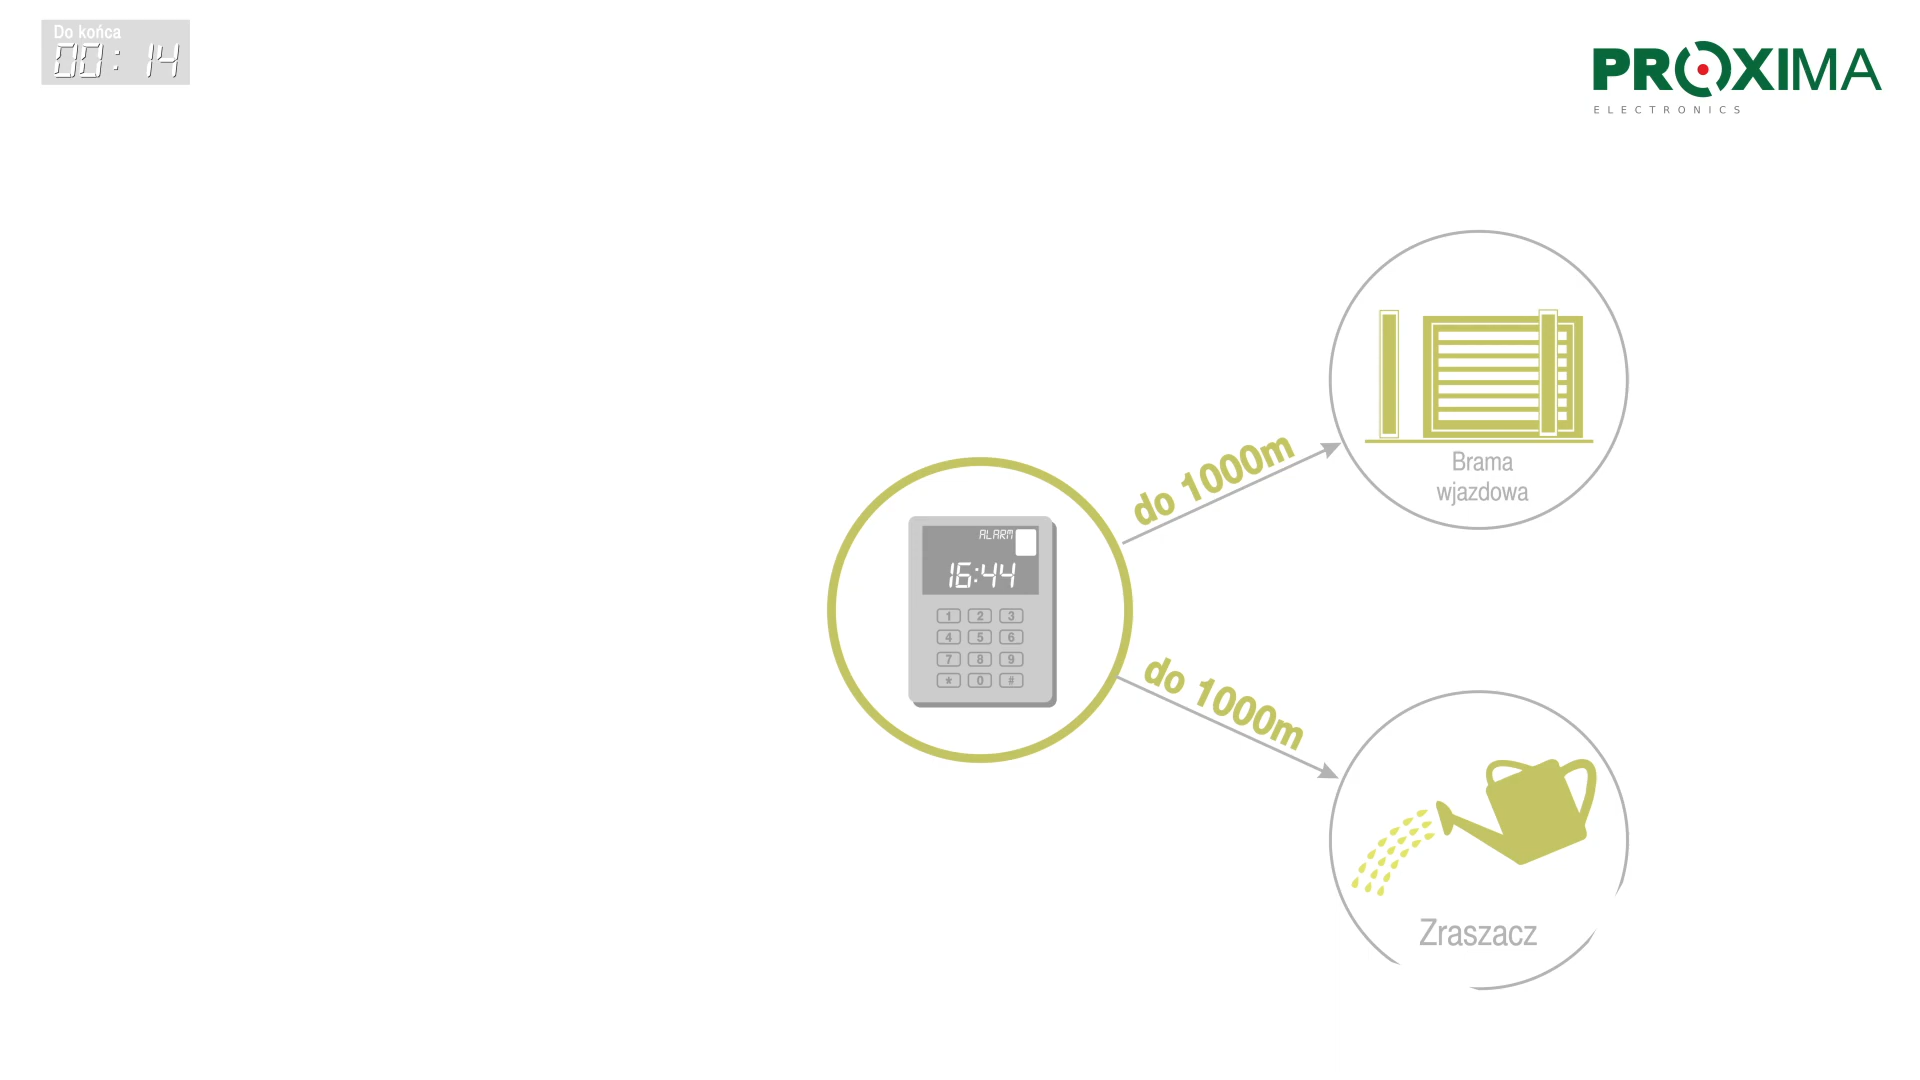 Do końca
00:14
PROXIMA
ELECTRONICS
do 1000m
Brama
wjazdowa
ALARM
16:44
1 2 3
4 5 6
7 8 9
* 0 #
do 1000m
Zraszacz